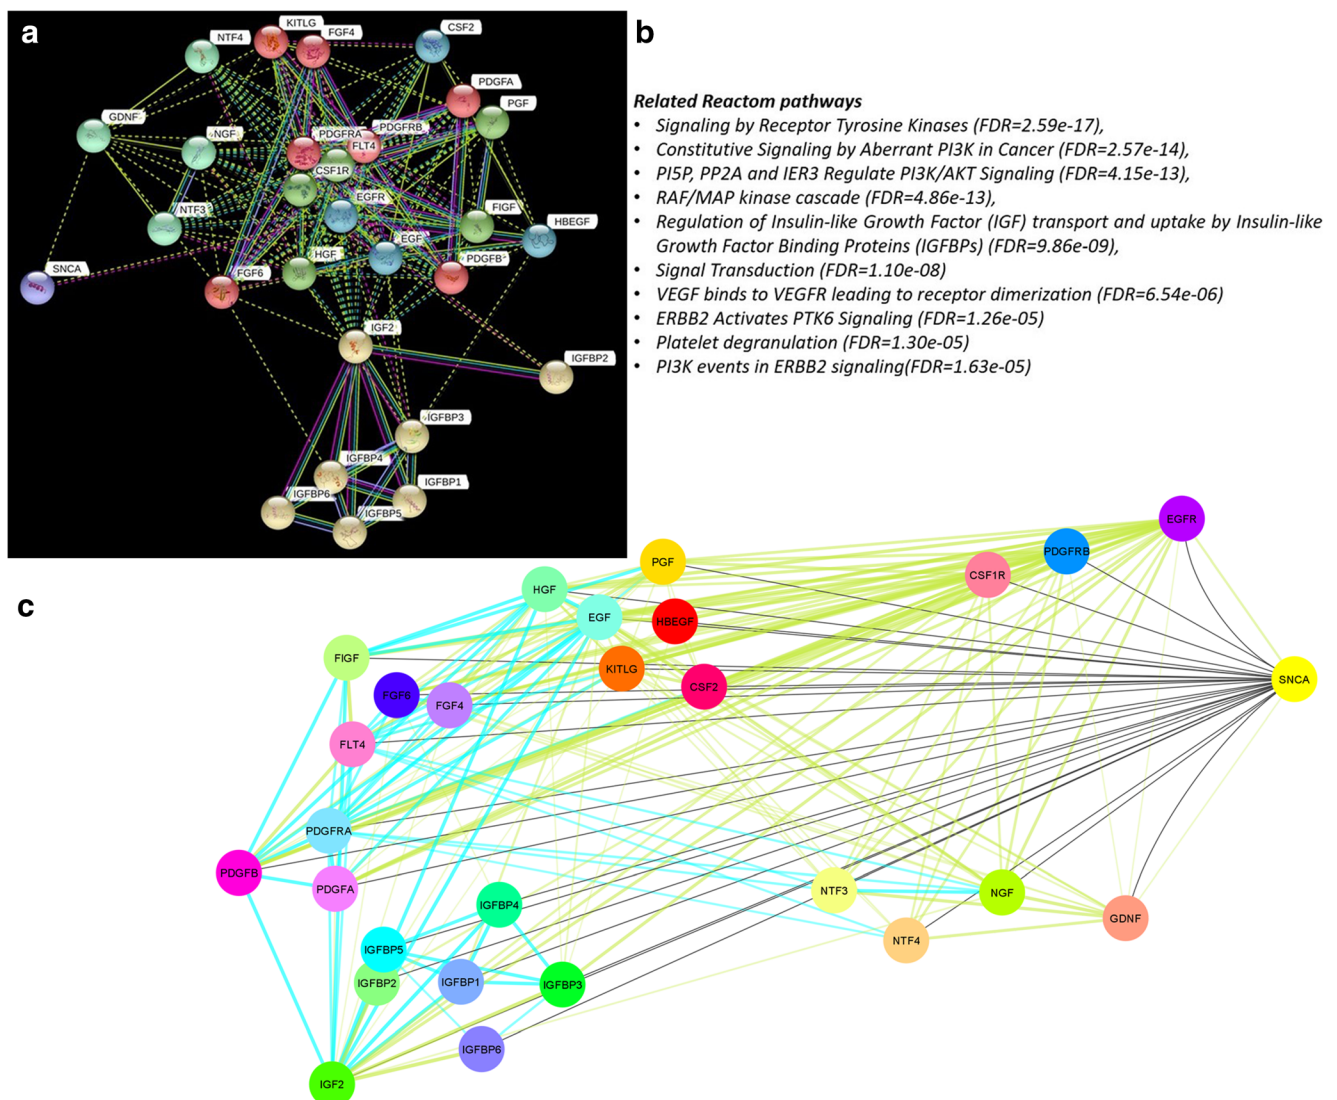 a
KITLG
FGF4
CSF2
NTF4
PDGFA
PGF
GDNF
NGF
PDGFRA
PDGFRB
FLT4
CSF1R
EGFR
NTF3
FIGF
HBEGF
EGF
HGF
PDGFB
SNCA
FGF6
IGF2
IGFBP2
IGFBP3
IGFBP4
IGFBP1
IGFBP6
IGFBP5
b
Related Reactom pathways
• Signaling by Receptor Tyrosine Kinases (FDR=2.59e-17),
• Constitutive Signaling by Aberrant PI3K in Cancer (FDR=2.57e-14),
• PI5P, PP2A and IER3 Regulate PI3K/AKT Signaling (FDR=4.15e-13),
• RAF/MAP kinase cascade (FDR=4.86e-13),
• Regulation of Insulin-like Growth Factor (IGF) transport and uptake by Insulin-like
Growth Factor Binding Proteins (IGFBPs) (FDR=9.86e-09),
• Signal Transduction (FDR=1.10e-08)
• VEGF binds to VEGFR leading to receptor dimerization (FDR=6.54e-06)
• ERBB2 Activates PTK6 Signaling (FDR=1.26e-05)
• Platelet degranulation (FDR=1.30e-05)
• PI3K events in ERBB2 signaling(FDR=1.63e-05)
c
EGFR
PDGFRB
PGF
CSF1R
HGF
EGF
HBEGF
FIGF
KITLG
SNCA
CSF2
FGF6
FGF4
FLT4
PDGFRA
PDGFB
PDGFA
NTF3
NGF
IGFBP4
GDNF
NTF4
IGFBP5
IGFBP2
IGFBP1
IGFBP3
IGFBP6
IGF2